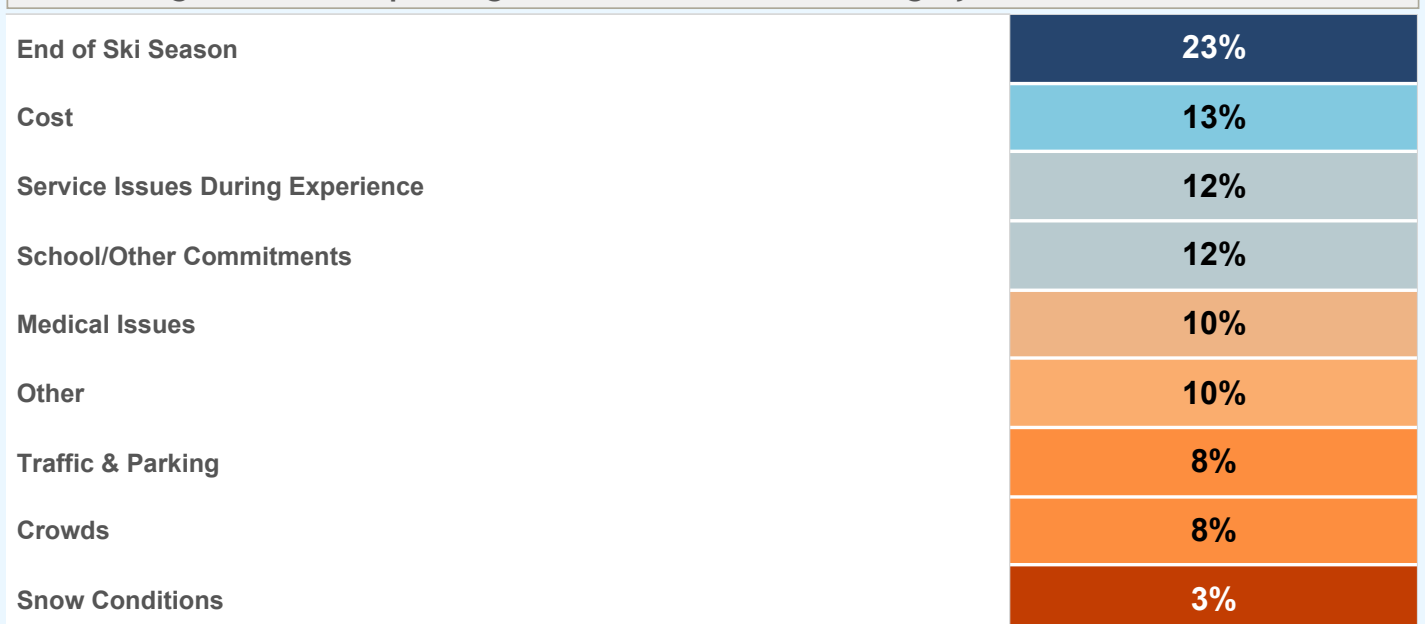 End of Ski Season 23%
Cost 13%
Service Issues During Experience 12%
School/Other Commitments 12%
Medical Issues 10%
Other 10%
Traffic & Parking 8%
Crowds 8%
Snow Conditions 3%